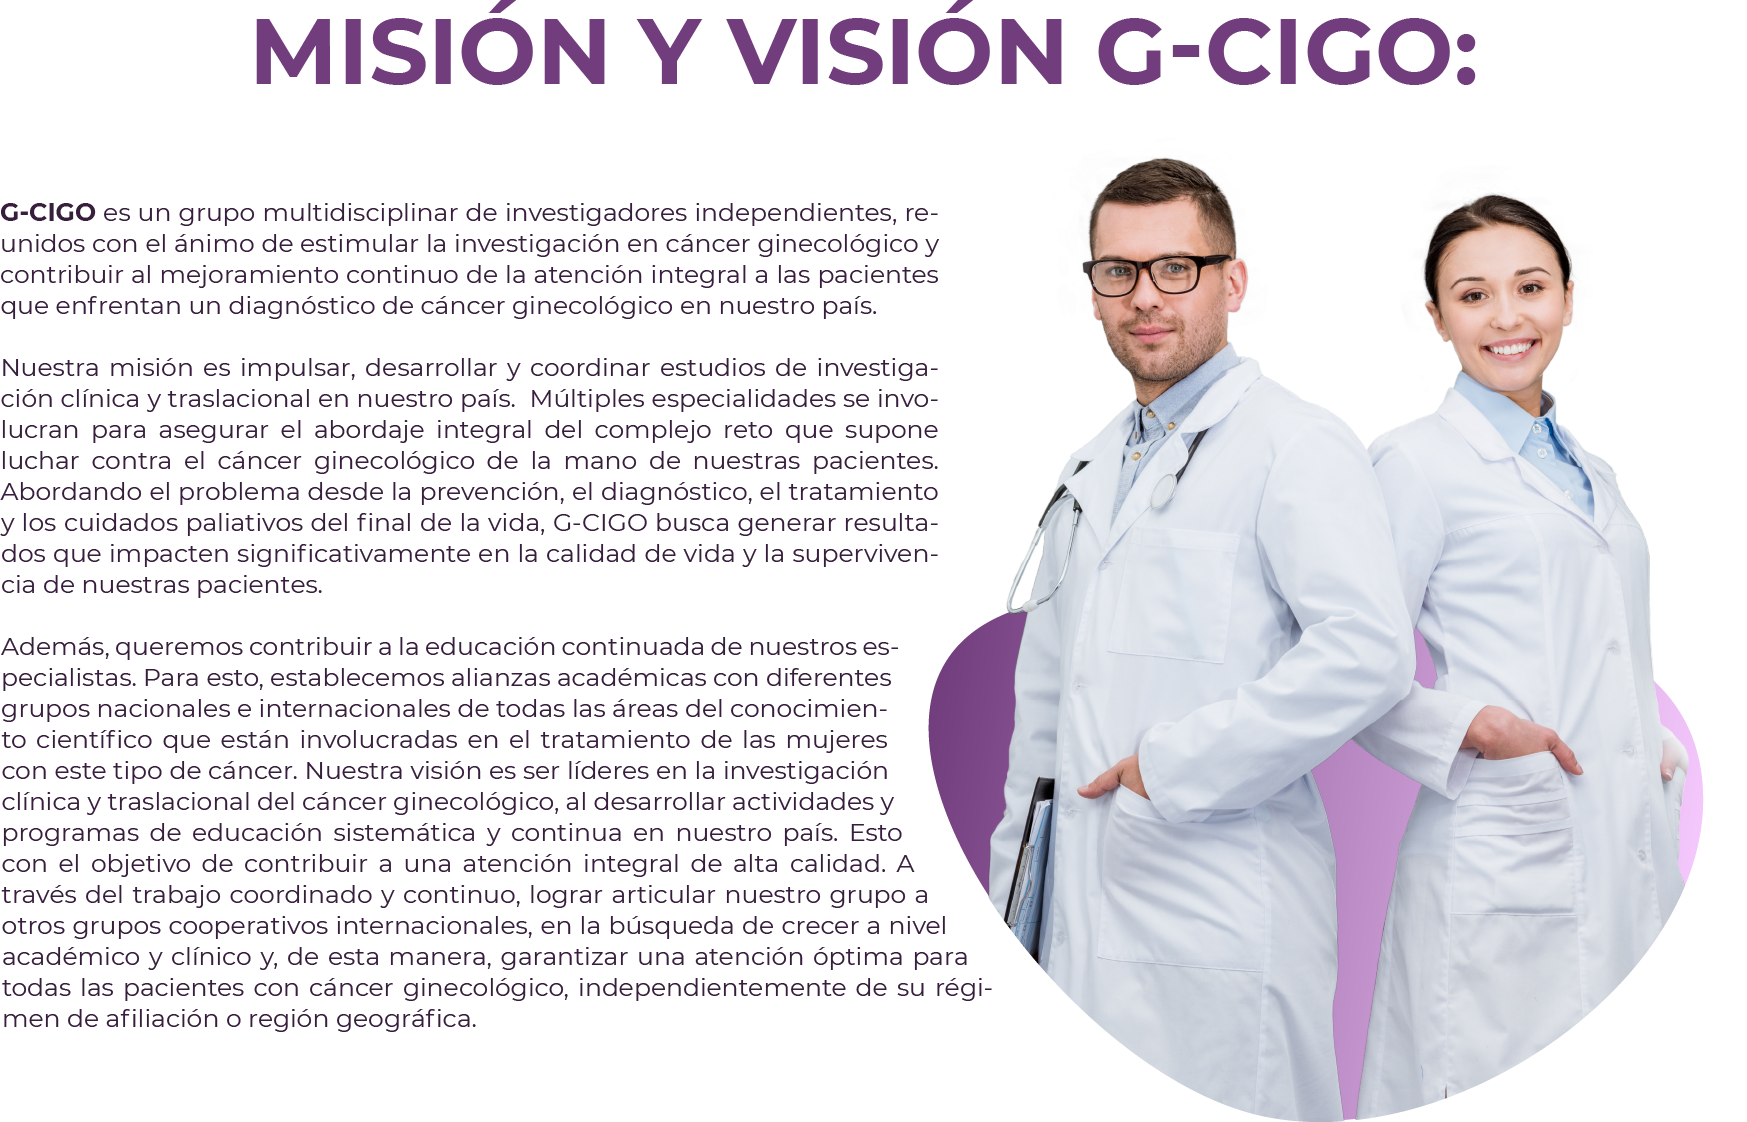 MISIÓN Y VISIÓN G-CIGO:
G-CIGO es un grupo multidisciplinar de investigadores independientes, re-
unidos con el ánimo de estimular la investigación en cáncer ginecológico y
contribuir al mejoramiento continuo de la atención integral a las pacientes
que enfrentan un diagnóstico de cáncer ginecológico en nuestro país.
Nuestra misión es impulsar, desarrollar y coordinar estudios de investiga-
ción clínica y traslacional en nuestro país. Múltiples especialidades se invo-
lucran para asegurar el abordaje integral del complejo reto que supone
luchar contra el cáncer ginecológico de la mano de nuestras pacientes.
Abordando el problema desde la prevención, el diagnóstico, el tratamiento
y los cuidados paliativos del final de la vida, G-CIGO busca generar resulta-
dos que impacten significativamente en la calidad de vida y la superviven-
cia de nuestras pacientes.
Además, queremos contribuir a la educación continuada de nuestros es-
pecialistas. Para esto, establecemos alianzas académicas con diferentes
grupos nacionales e internacionales de todas las áreas del conocimien-
to científico que están involucradas en el tratamiento de las mujeres
con este tipo de cáncer. Nuestra visión es ser líderes en la investigación
clínica y traslacional del cáncer ginecológico, al desarrollar actividades y
programas de educación sistemática y continua en nuestro país. Esto
con el objetivo de contribuir a una atención integral de alta calidad. A
través del trabajo coordinado y continuo, lograr articular nuestro grupo a
otros grupos cooperativos internacionales, en la búsqueda de crecer a nivel
académico y clínico y, de esta manera, garantizar una atención óptima para
todas las pacientes con cáncer ginecológico, independientemente de su régi-
men de afiliación o región geográfica.